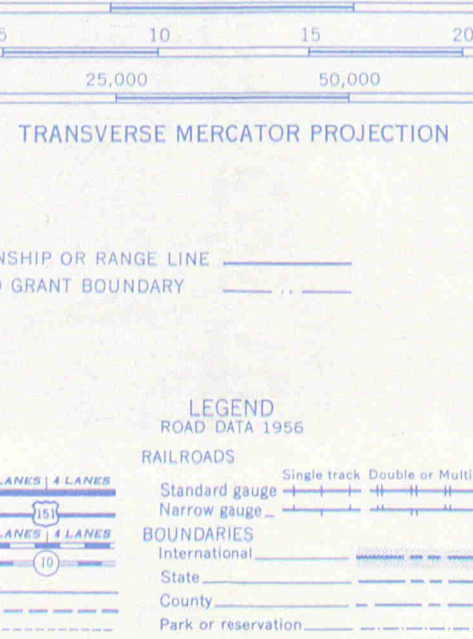 5 10 15 20
25,000 50,000
TRANSVERSE MERCATOR PROJECTION
NSHIP OR RANGE LINE
GRANT BOUNDARY
LEGEND
ROAD DATA 1956
RAILROADS
LANES | 4 LANES Single track Double or Multi
Standard gauge
151 Narrow gauge
LANES | 4 LANES BOUNDARIES
10 International
State
County
Park or reservation